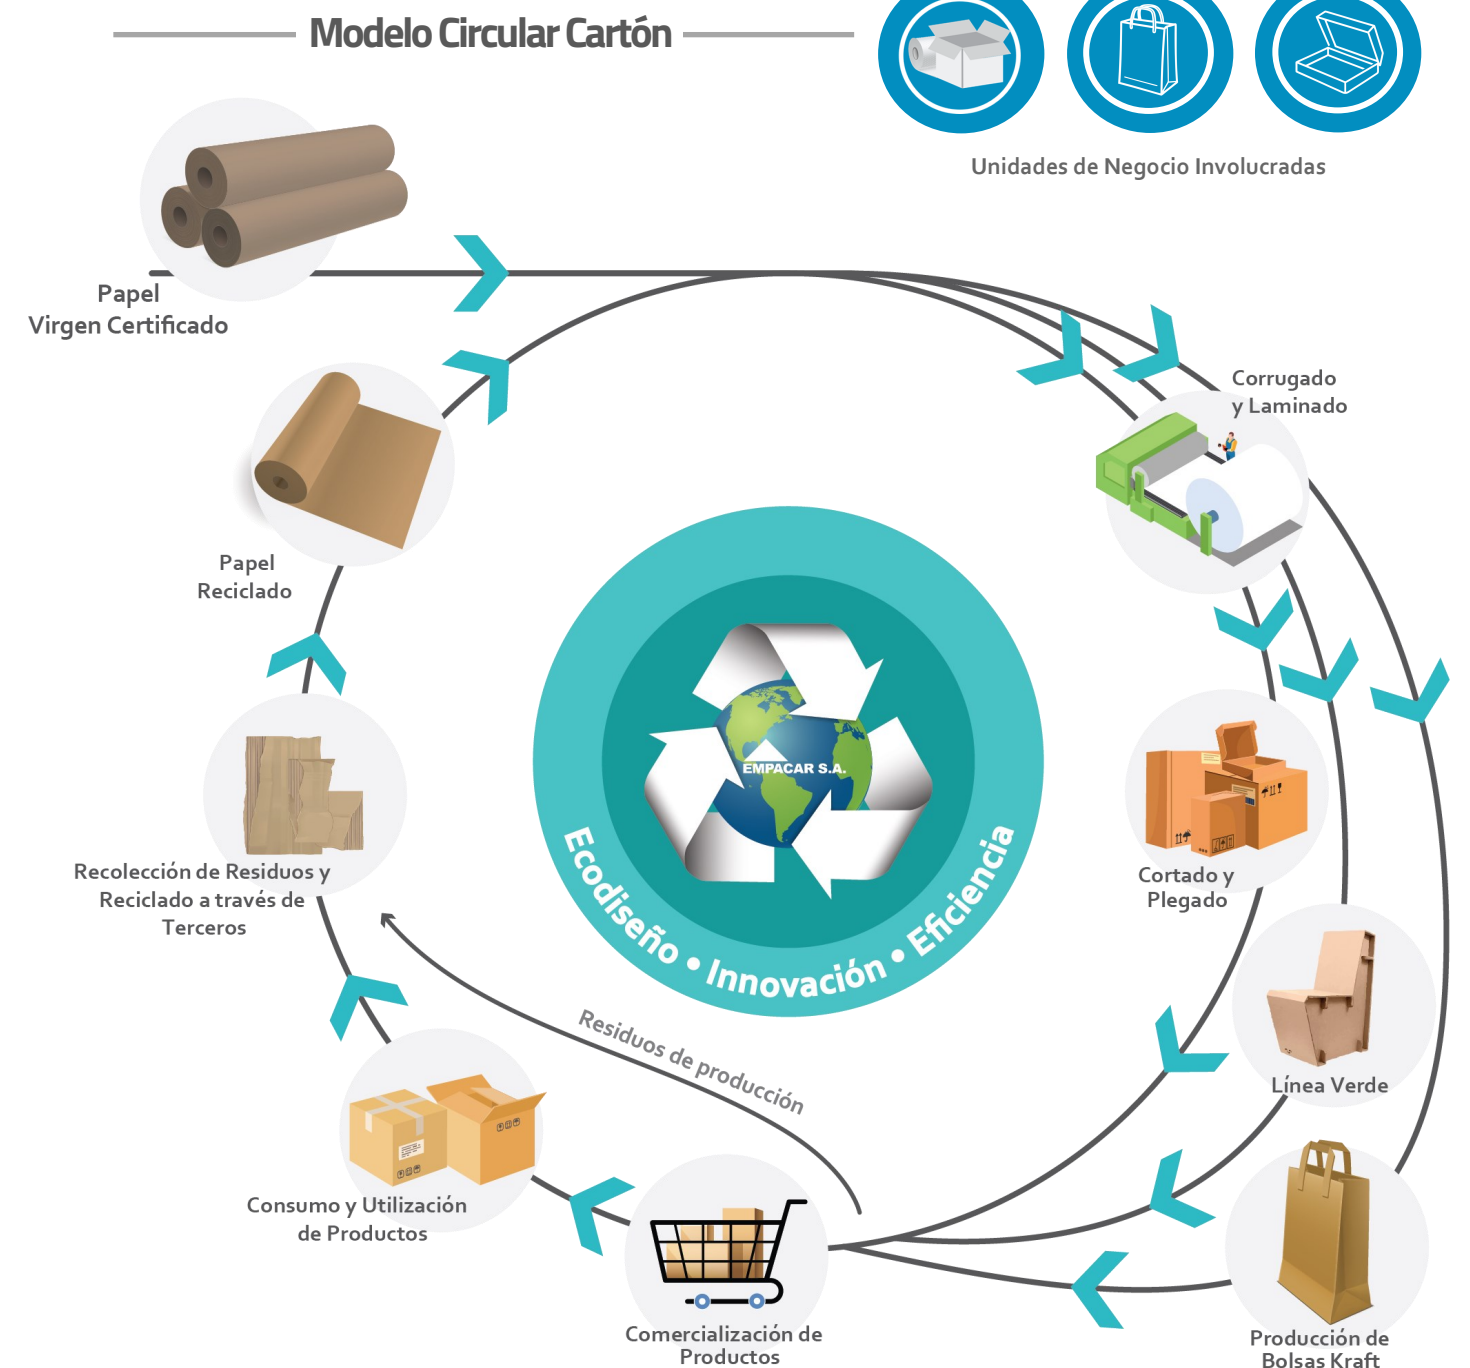 Modelo Circular Cartón
Unidades de Negocio Involucradas
Papel
Virgen Certificado
Corrugado
y Laminado
Papel
Reciclado
EMPACAR S.A.
Ecodiseño • Innovación • Eficiencia
Recolección de Residuos y
Reciclado a través de
Terceros
Cortado y
Plegado
Residuos de producción
Línea Verde
Consumo y Utilización
de Productos
Comercialización de
Productos
Producción de
Bolsas Kraft